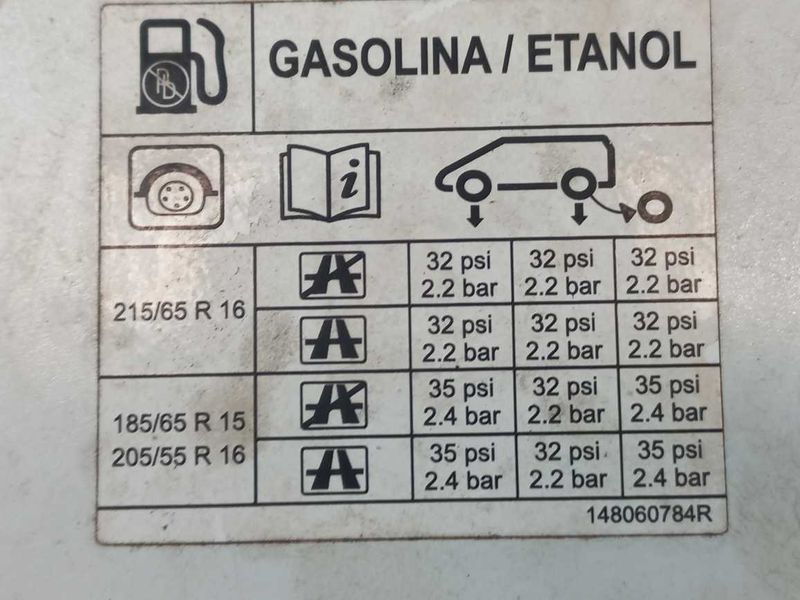 Pb
GASOLINA / ETANOL
i
215/65 R 16
32 psi 32 psi 32 psi
2.2 bar 2.2 bar 2.2 bar
32 psi 32 psi 32 psi
2.2 bar 2.2 bar 2.2 bar
185/65 R 15
205/55 R 16
35 psi 32 psi 35 psi
2.4 bar 2.2 bar 2.4 bar
35 psi 32 psi 35 psi
2.4 bar 2.2 bar 2.4 bar
148060784R